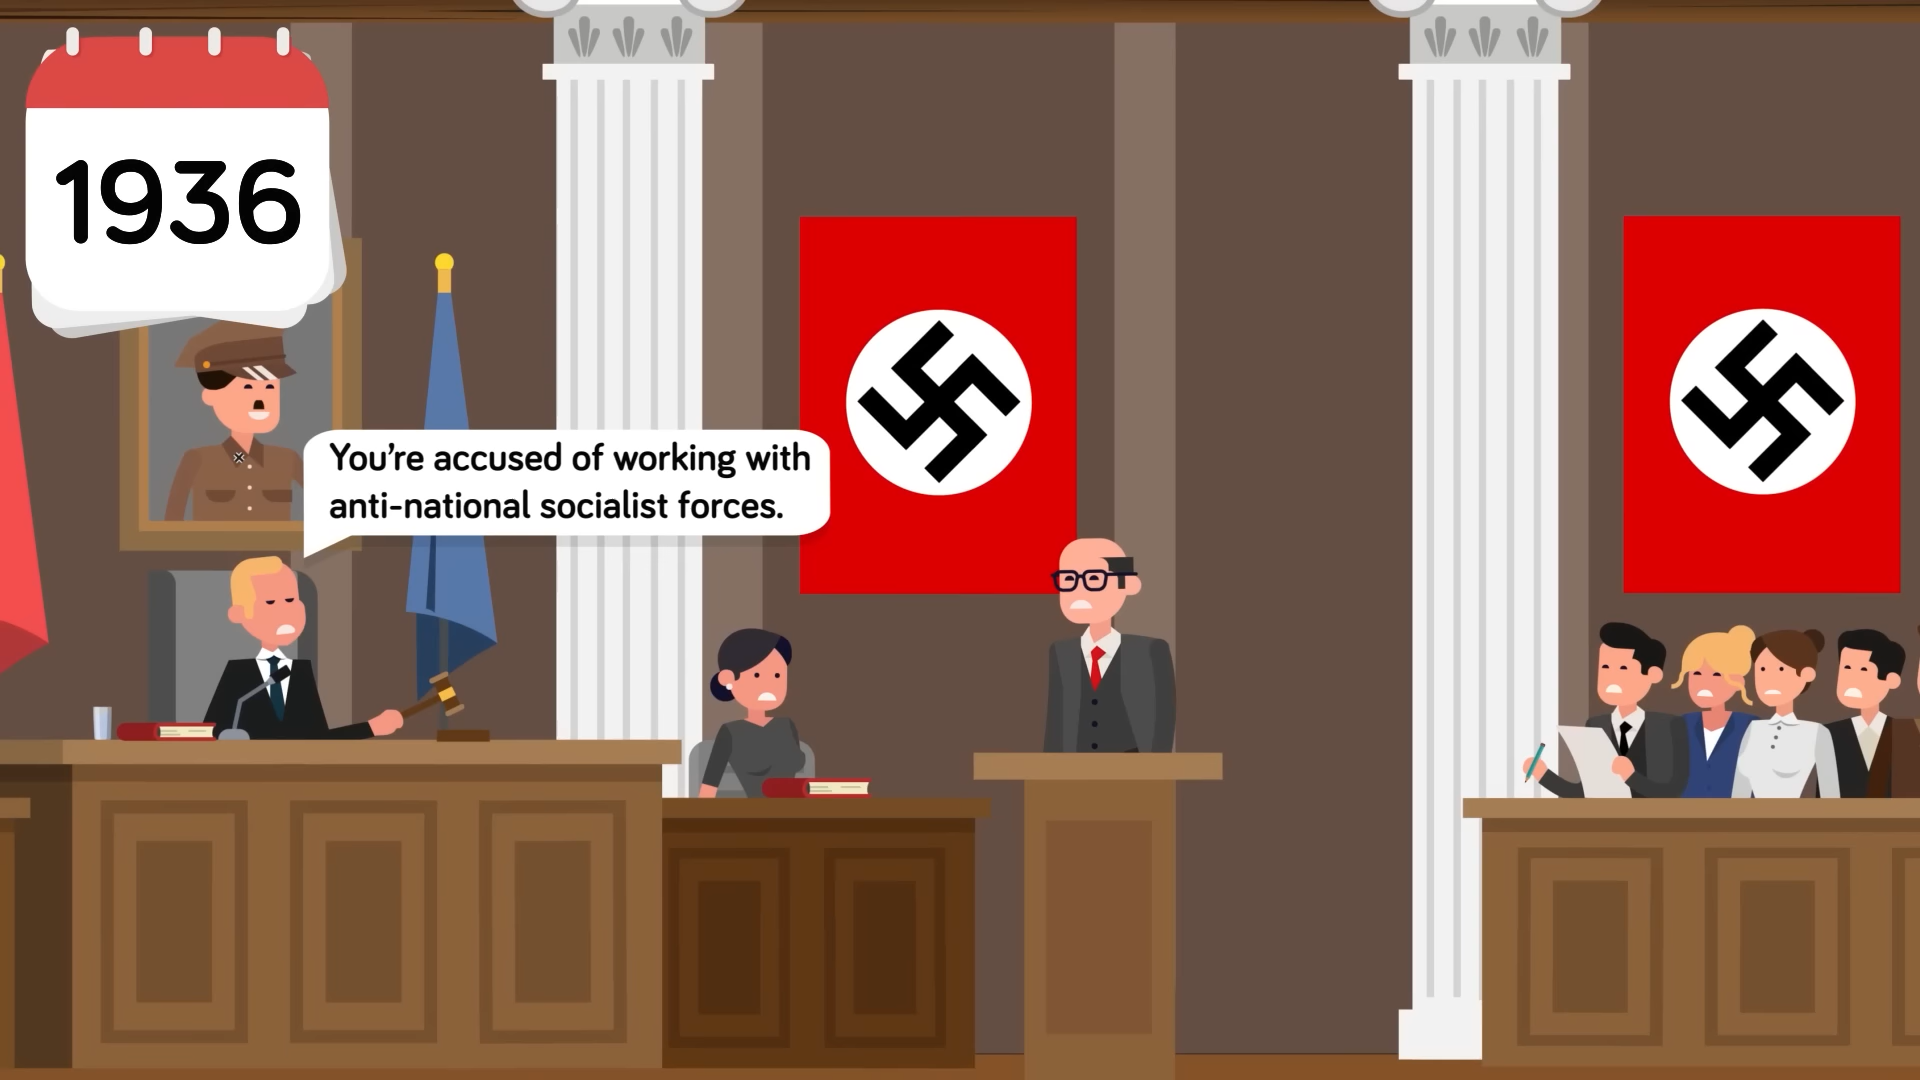 1936
You're accused of working with
anti-national socialist forces.